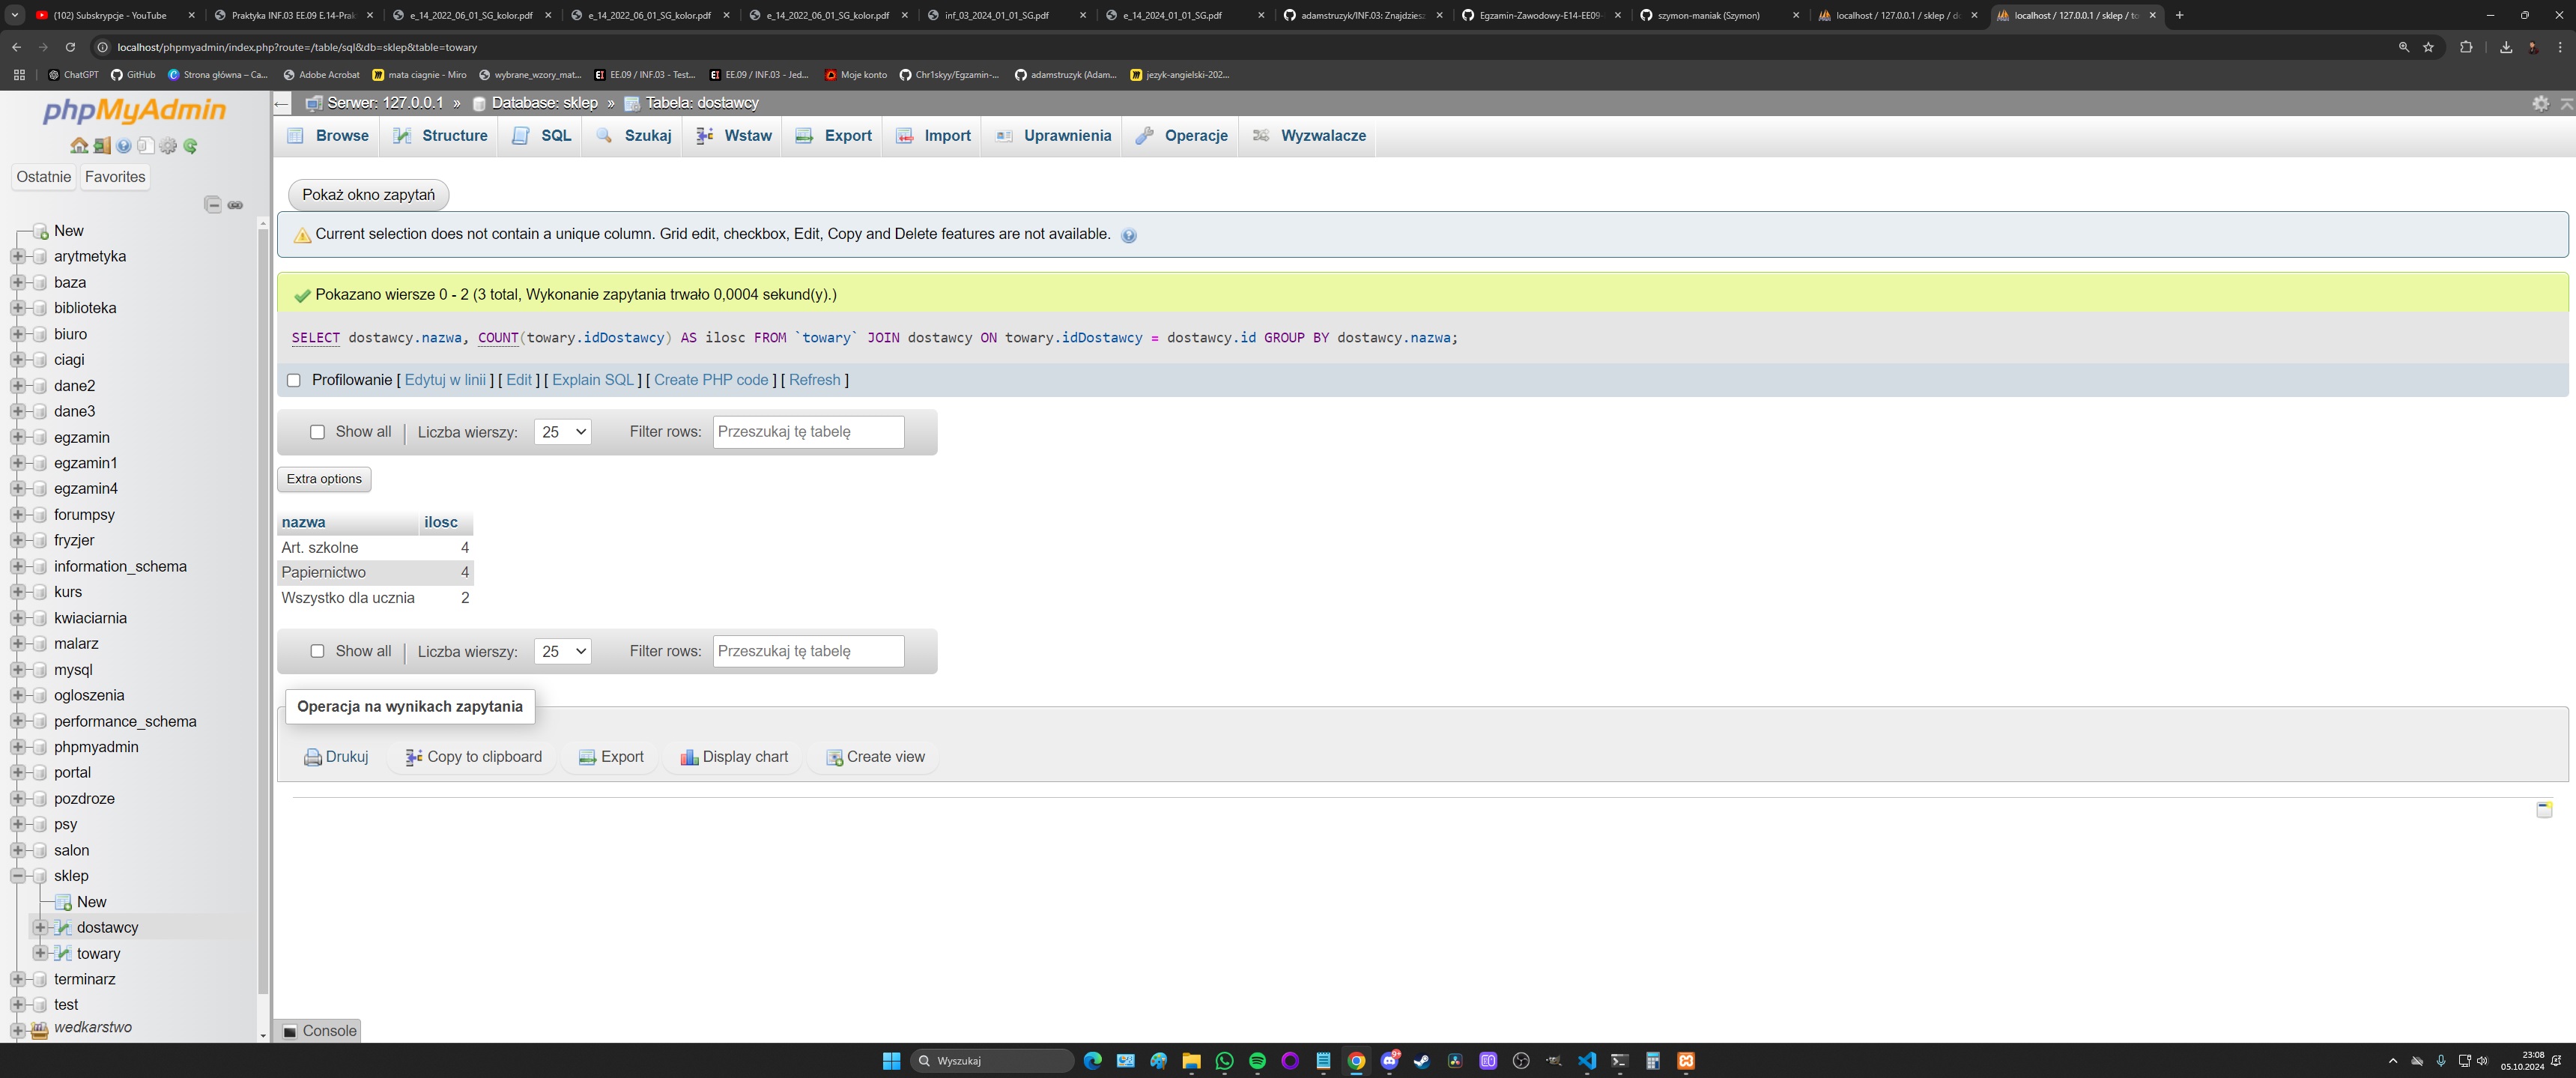 (102) Subskrypcje - YouTube
Praktyka INF.03 EE.09 E.14-Prak
e_14_2022_06_01_SG_kolor.pdf
e_14_2022_06_01_SG_kolor.pdf
e_14_2022_06_01_SG_kolor.pdf
inf_03_2024_01_01_SG.pdf
e_14_2024_01_01_SG.pdf
adamstruzyk/INF.03: Znajdziesz
Egzamin-Zawodowy-E14-EE09-
szymon-maniak (Szymon)
localhost / 127.0.0.1 / sklep / do
localhost / 127.0.0.1 / sklep / to
localhost/phpmyadmin/index.php?route=/table/sql&db=sklep&table=towary
ChatGPT
GitHub
Strona główna – Ca...
Adobe Acrobat
mata ciagnie - Miro
wybrane_wzory_mat...
EE.09 / INF.03 - Test...
EE.09 / INF.03 - Jed...
Moje konto
Chr1skyy/Egzamin-...
adamstruzyk (Adam...
jezyk-angielski-202...
phpMyAdmin
Ostatnie
Favorites
New
arytmetyka
baza
biblioteka
biuro
ciagi
dane2
dane3
egzamin
egzamin1
egzamin4
forumpsy
fryzjer
information_schema
kurs
kwiaciarnia
malarz
mysql
ogloszenia
performance_schema
phpmyadmin
portal
pozdroze
psy
salon
sklep
New
dostawcy
towary
terminarz
test
wedkarstwo
Serwer: 127.0.0.1 » Database: sklep » Tabela: dostawcy
Browse
Structure
SQL
Szukaj
Wstaw
Export
Import
Uprawnienia
Operacje
Wyzwalacze
Pokaż okno zapytań
Current selection does not contain a unique column. Grid edit, checkbox, Edit, Copy and Delete features are not available.
Pokazano wiersze 0 - 2 (3 total, Wykonanie zapytania trwało 0,0004 sekund(y).)
SELECT dostawcy.nazwa, COUNT(towary.idDostawcy) AS ilosc FROM `towary` JOIN dostawcy ON towary.idDostawcy = dostawcy.id GROUP BY dostawcy.nazwa;
Profilowanie [ Edytuj w linii ] [ Edit ] [ Explain SQL ] [ Create PHP code ] [ Refresh ]
Show all | Liczba wierszy: 25 Filter rows: Przeszukaj tę tabelę
Extra options
nazwa ilosc
Art. szkolne 4
Papiernictwo 4
Wszystko dla ucznia 2
Show all | Liczba wierszy: 25 Filter rows: Przeszukaj tę tabelę
Operacja na wynikach zapytania
Drukuj
Copy to clipboard
Export
Display chart
Create view
Console
Wyszukaj
9+
23:08
05.10.2024